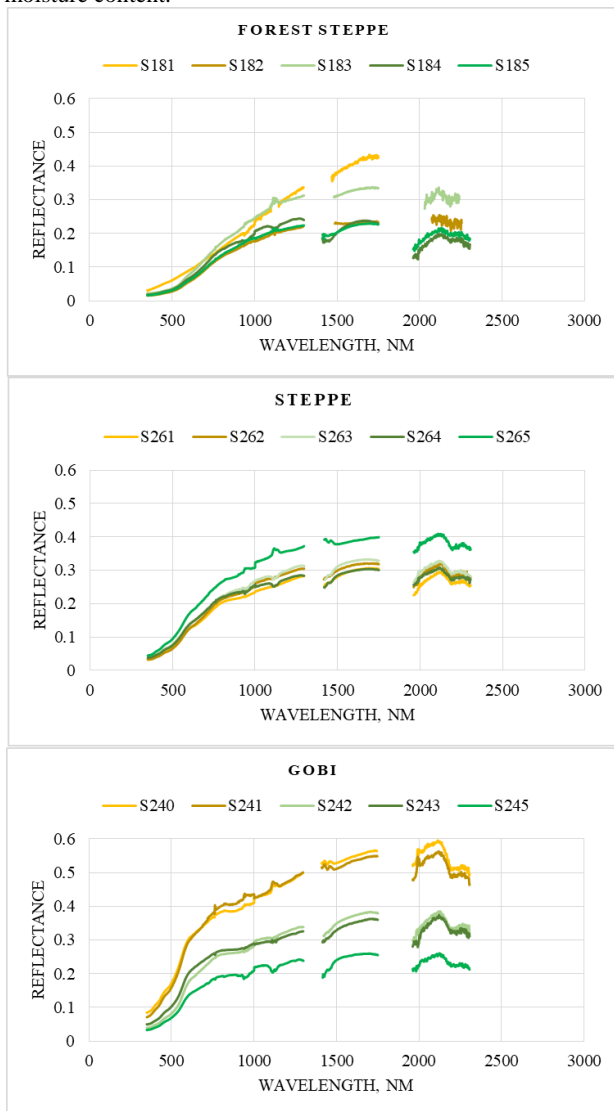 moisture content.
FOREST STEPPE
S181 S182 S183 S184 S185
0.6
0.5
0.4
0.3
0.2
0.1
0
REFLECTANCE
0 500 1000 1500 2000 2500 3000
WAVELENGTH, NM
STEPPE
S261 S262 S263 S264 S265
0.6
0.5
0.4
0.3
0.2
0.1
0
REFLECTANCE
0 500 1000 1500 2000 2500 3000
WAVELENGTH, NM
GOBI
S240 S241 S242 S243 S245
0.6
0.5
0.4
0.3
0.2
0.1
0
REFLECTANCE
0 500 1000 1500 2000 2500 3000
WAVELENGTH, NM